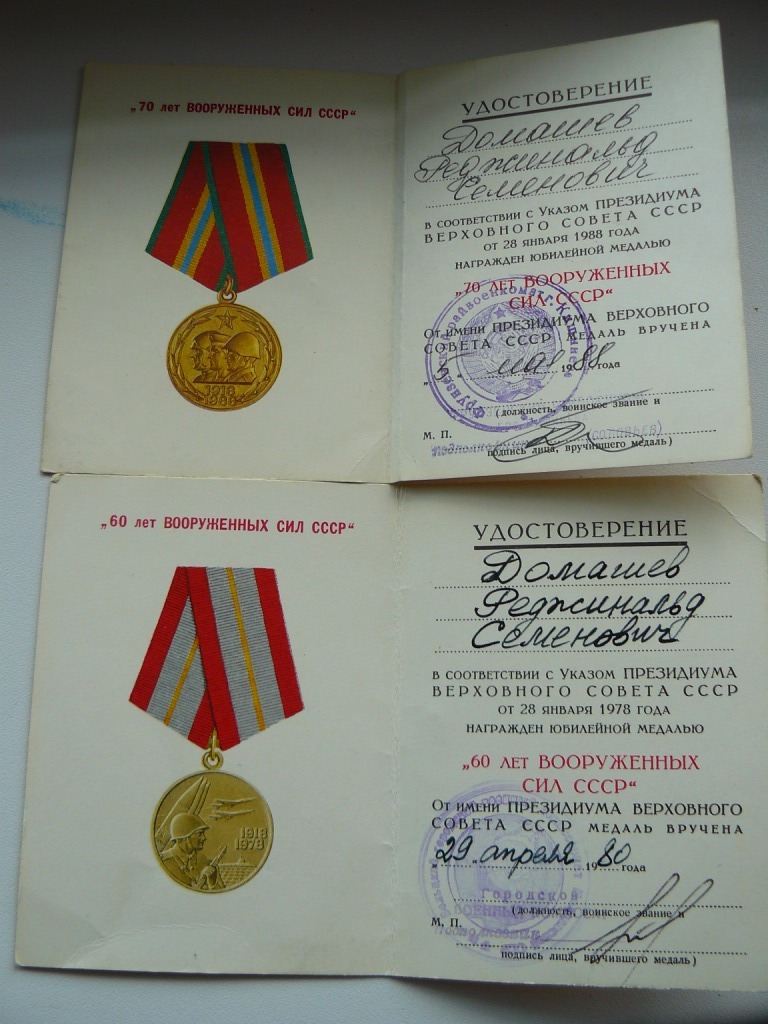 „70 лет ВООРУЖЕННЫХ СИЛ СССР“
1918
1988
УДОСТОВЕРЕНИЕ
Домашев
Реджинальд
Семенович
в соответствии с Указом ПРЕЗИДИУМА
ВЕРХОВНОГО СОВЕТА СССР
от 28 января 1988 года
награжден юбилейной медалью
„70 лет ВООРУЖЕННЫХ
СИЛ СССР“
От имени ПРЕЗИДИУМА ВЕРХОВНОГО
СОВЕТА СССР медаль вручена
„5“ мая 1988 года
(должность, воинское звание и
М. П.
подпись лица, вручившего медаль)
Фрунзенский райвоенкомат г.
„60 лет ВООРУЖЕННЫХ СИЛ СССР“
1918
1978
УДОСТОВЕРЕНИЕ
Домашев
Реджинальд
Семенович
в соответствии с Указом ПРЕЗИДИУМА
ВЕРХОВНОГО СОВЕТА СССР
от 28 января 1978 года
награжден юбилейной медалью
„60 лет ВООРУЖЕННЫХ
СИЛ СССР“
От имени ПРЕЗИДИУМА ВЕРХОВНОГО
СОВЕТА СССР медаль вручена
„29“ апреля 1980 года
Городской
(должность, воинское звание и
М. П.
подпись лица, вручившего медаль)